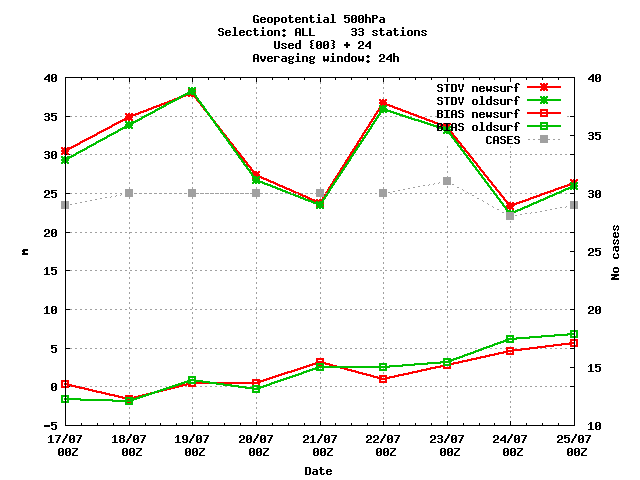 Geopotential 500hPa
Selection: ALL 33 stations
Used {00} + 24
Averaging window: 24h
STDV newsurf
STDV oldsurf
BIAS newsurf
BIAS oldsurf
CASES
40
35
30
25
20
15
10
5
0
-5
m
40
35
30
25
20
15
10
No cases
17/07 18/07 19/07 20/07 21/07 22/07 23/07 24/07 25/07
00Z 00Z 00Z 00Z 00Z 00Z 00Z 00Z 00Z
Date